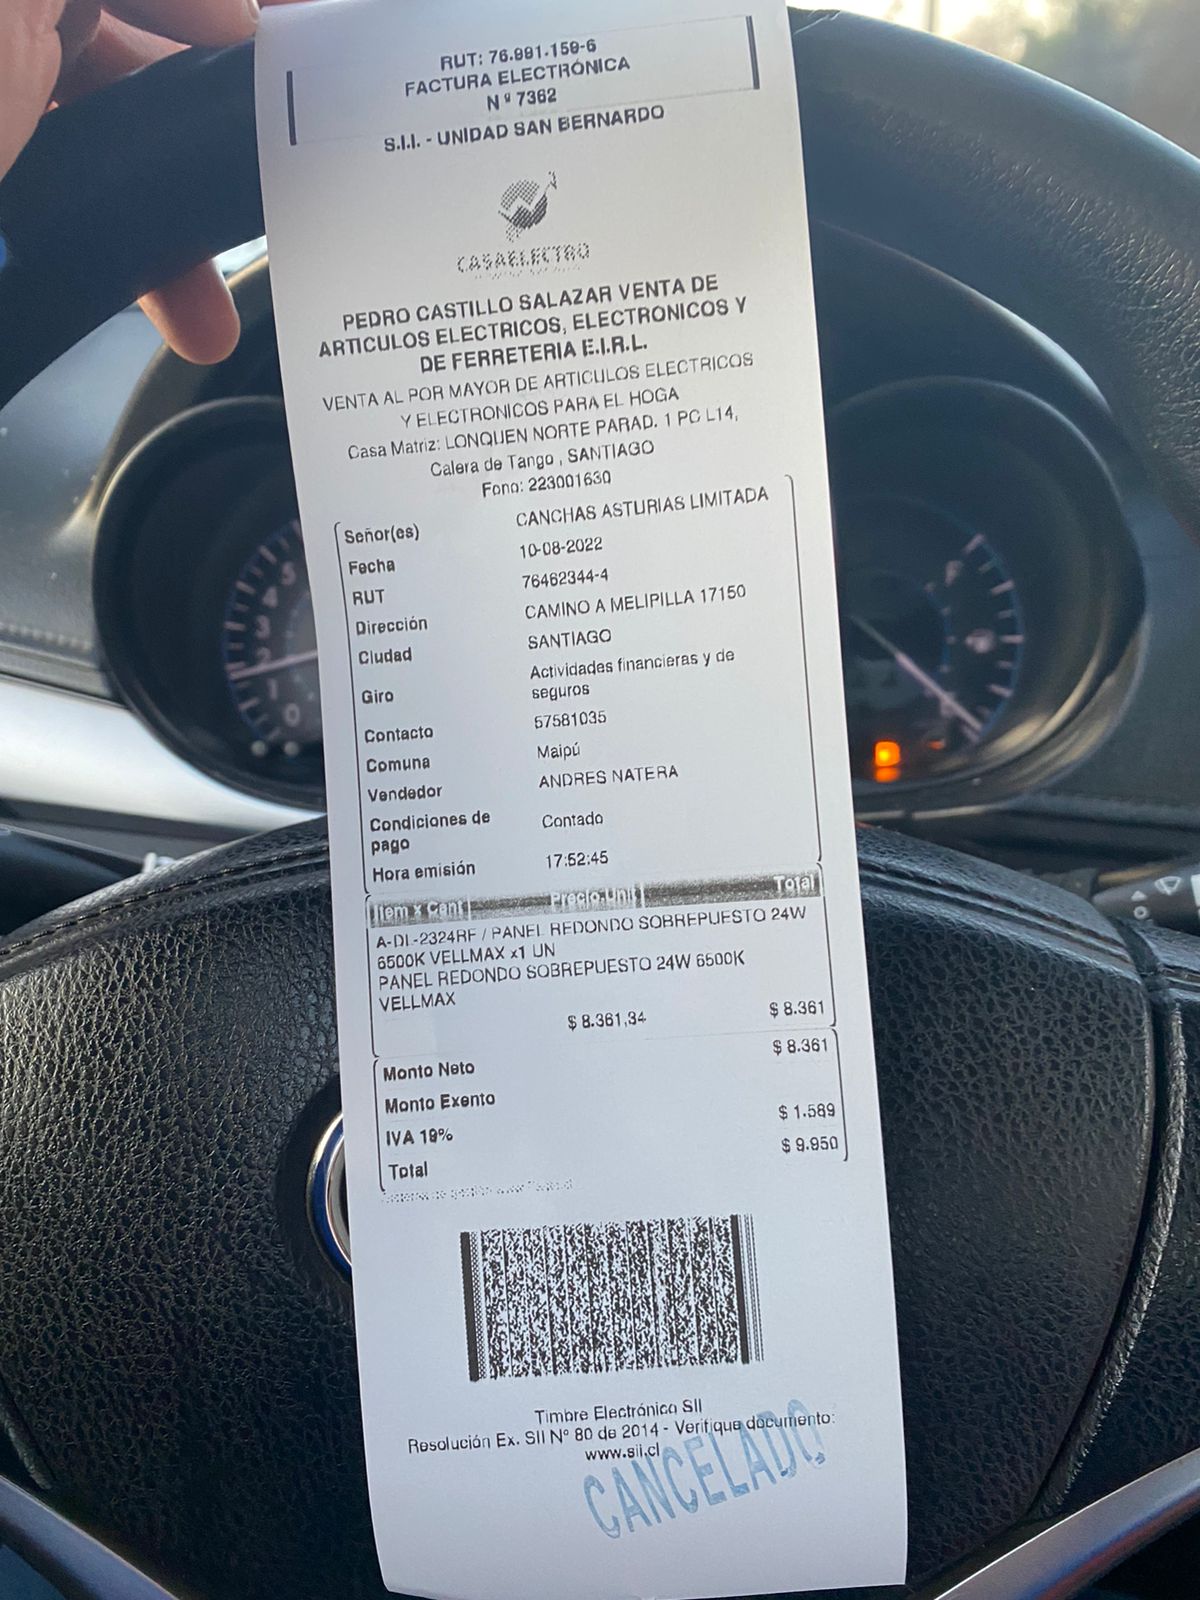 RUT: 76.991.159-6
FACTURA ELECTRÓNICA
N º 7362
S.I.I. - UNIDAD SAN BERNARDO
CASAELECTRO
PEDRO CASTILLO SALAZAR VENTA DE
ARTICULOS ELECTRICOS, ELECTRONICOS Y
DE FERRETERIA E.I.R.L.
VENTA AL POR MAYOR DE ARTICULOS ELECTRICOS
Y ELECTRONICOS PARA EL HOGA
Casa Matriz: LONQUEN NORTE PARAD. 1 PC L14,
Calera de Tango , SANTIAGO
Fono: 223001630
Señor(es) CANCHAS ASTURIAS LIMITADA
Fecha 10-08-2022
RUT 76462344-4
Dirección CAMINO A MELIPILLA 17150
Ciudad SANTIAGO
Giro Actividades financieras y de
seguros
Contacto 57581035
Comuna Maipú
Vendedor ANDRES NATERA
Condiciones de
pago Contado
Hora emisión 17:52:45
Item x Cant Precio Unit Total
A-DL-2324RF / PANEL REDONDO SOBREPUESTO 24W
6500K VELLMAX x1 UN
PANEL REDONDO SOBREPUESTO 24W 6500K
VELLMAX
$ 8.361,34 $ 8.361
Monto Neto $ 8.361
Monto Exento
IVA 19% $ 1.589
Total $ 9.950
Timbre Electrónico SII
Resolución Ex. SII Nº 80 de 2014 - Verifique documento:
www.sii.cl
CANCELADO